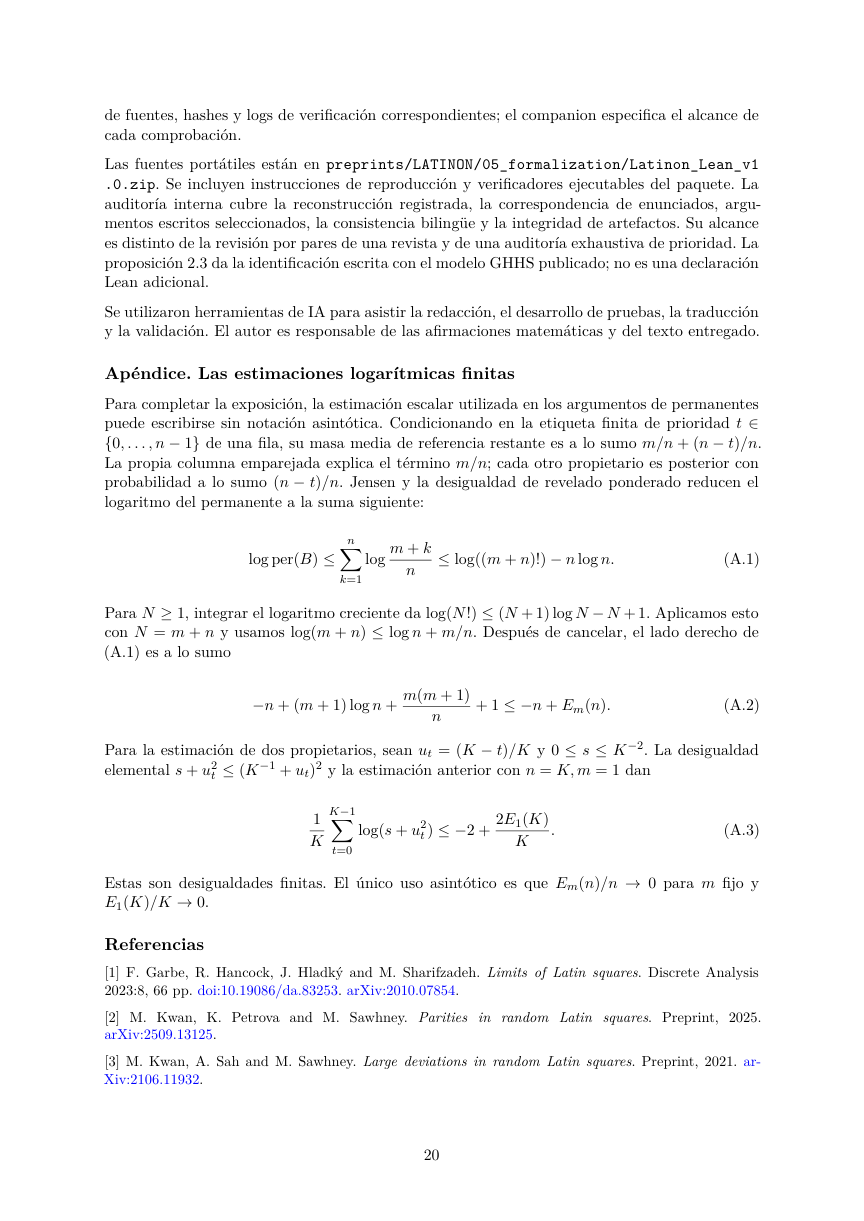 de fuentes, hashes y logs de verificación correspondientes; el companion especifica el alcance de
cada comprobación.
Las fuentes portátiles están en preprints/LATINON/05_formalization/Latinon_Lean_v1
.0.zip. Se incluyen instrucciones de reproducción y verificadores ejecutables del paquete. La
auditoría interna cubre la reconstrucción registrada, la correspondencia de enunciados, argu-
mentos escritos seleccionados, la consistencia bilingüe y la integridad de artefactos. Su alcance
es distinto de la revisión por pares de una revista y de una auditoría exhaustiva de prioridad. La
proposición 2.3 da la identificación escrita con el modelo GHHS publicado; no es una declaración
Lean adicional.
Se utilizaron herramientas de IA para asistir la redacción, el desarrollo de pruebas, la traducción
y la validación. El autor es responsable de las afirmaciones matemáticas y del texto entregado.
Apéndice. Las estimaciones logarítmicas finitas
Para completar la exposición, la estimación escalar utilizada en los argumentos de permanentes
puede escribirse sin notación asintótica. Condicionando en la etiqueta finita de prioridad t ∈
{0, . . . , n − 1} de una fila, su masa media de referencia restante es a lo sumo m/n + (n − t)/n.
La propia columna emparejada explica el término m/n; cada otro propietario es posterior con
probabilidad a lo sumo (n − t)/n. Jensen y la desigualdad de revelado ponderado reducen el
logaritmo del permanente a la suma siguiente:
log per(B) ≤ ∑_{k=1}^{n} log (m + k)/n ≤ log((m + n)!) − n log n. (A.1)
Para N ≥ 1, integrar el logaritmo creciente da log(N!) ≤ (N + 1) log N − N + 1. Aplicamos esto
con N = m + n y usamos log(m + n) ≤ log n + m/n. Después de cancelar, el lado derecho de
(A.1) es a lo sumo
−n + (m + 1) log n + m(m + 1)/n + 1 ≤ −n + E_m(n). (A.2)
Para la estimación de dos propietarios, sean u_t = (K − t)/K y 0 ≤ s ≤ K^{−2}. La desigualdad
elemental s + u_t^2 ≤ (K^{−1} + u_t)^2 y la estimación anterior con n = K, m = 1 dan
1/K ∑_{t=0}^{K−1} log(s + u_t^2) ≤ −2 + 2E_1(K)/K. (A.3)
Estas son desigualdades finitas. El único uso asintótico es que E_m(n)/n → 0 para m fijo y
E_1(K)/K → 0.
Referencias
[1] F. Garbe, R. Hancock, J. Hladký and M. Sharifzadeh. Limits of Latin squares. Discrete Analysis
2023:8, 66 pp. doi:10.19086/da.83253. arXiv:2010.07854.
[2] M. Kwan, K. Petrova and M. Sawhney. Parities in random Latin squares. Preprint, 2025.
arXiv:2509.13125.
[3] M. Kwan, A. Sah and M. Sawhney. Large deviations in random Latin squares. Preprint, 2021. ar-
Xiv:2106.11932.
20